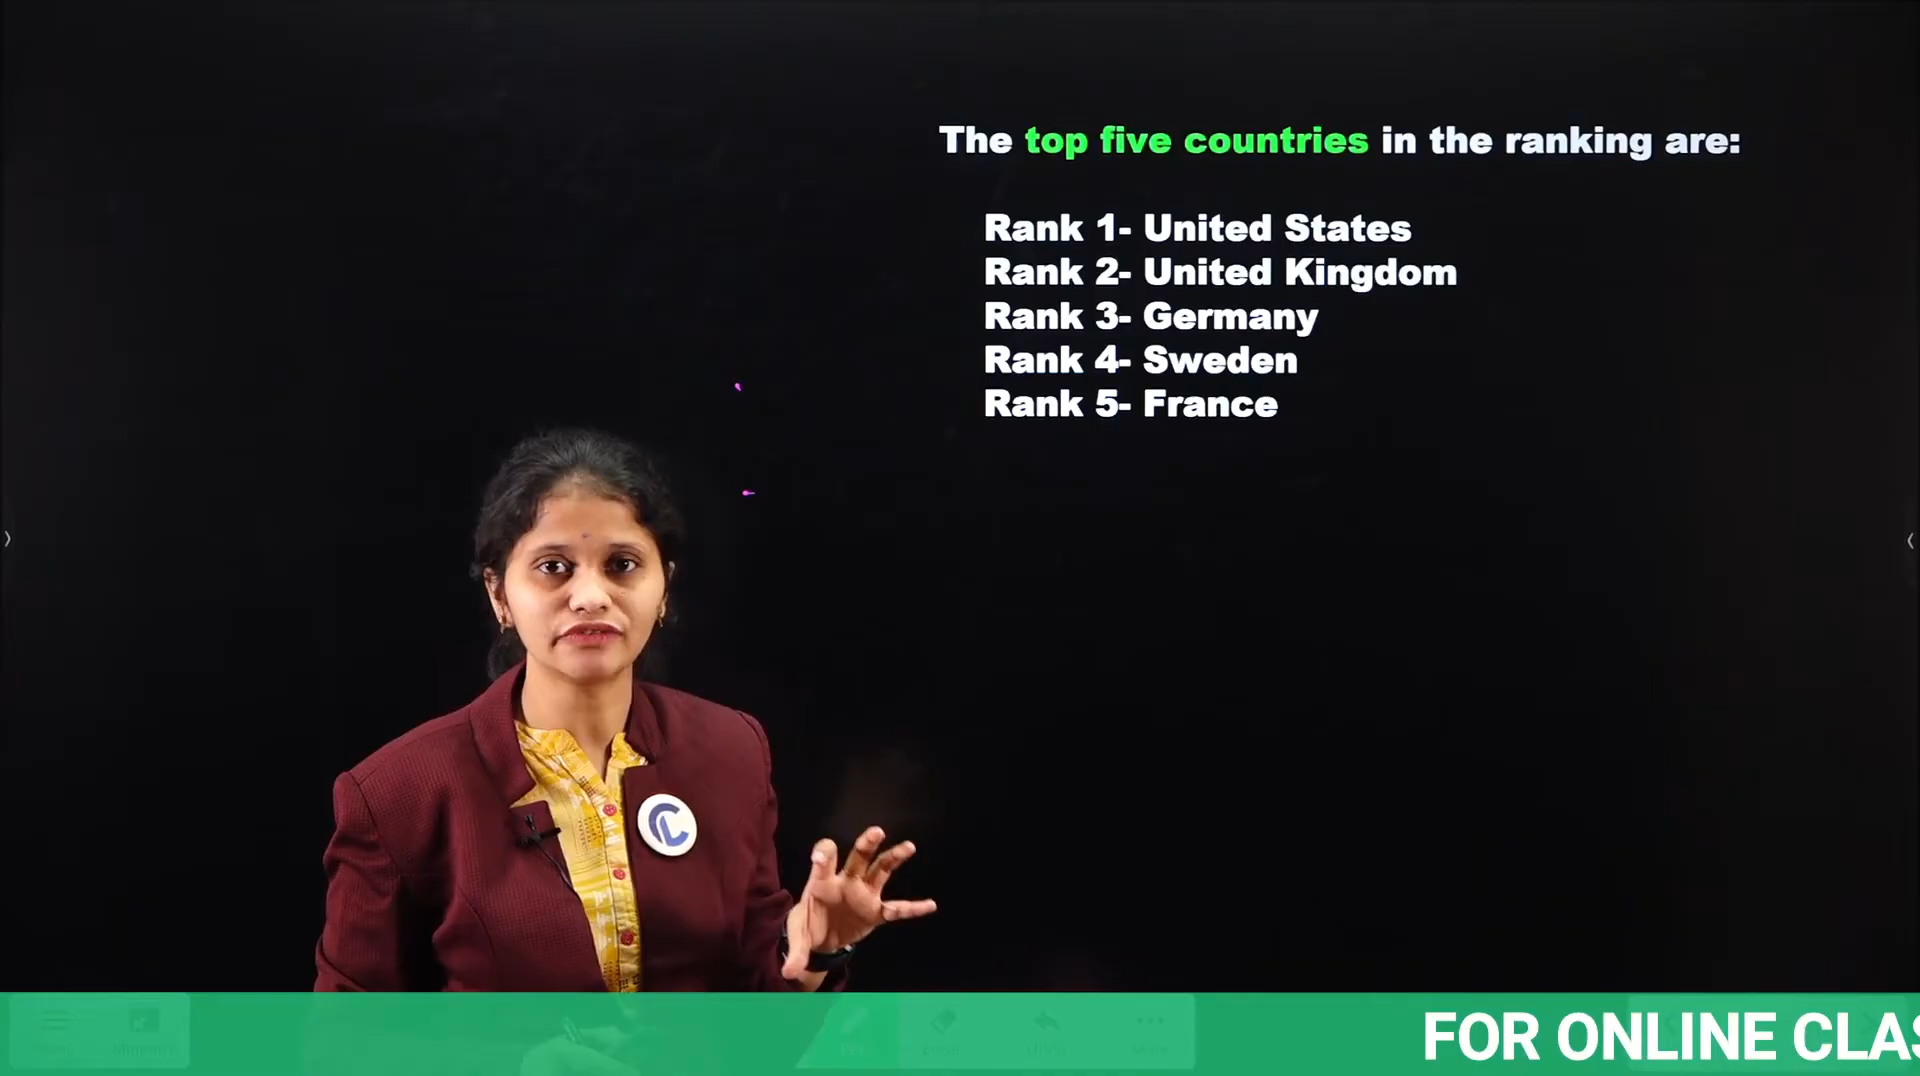 The top five countries in the ranking are:
Rank 1- United States
Rank 2- United Kingdom
Rank 3- Germany
Rank 4- Sweden
Rank 5- France
FOR ONLINE CLAS